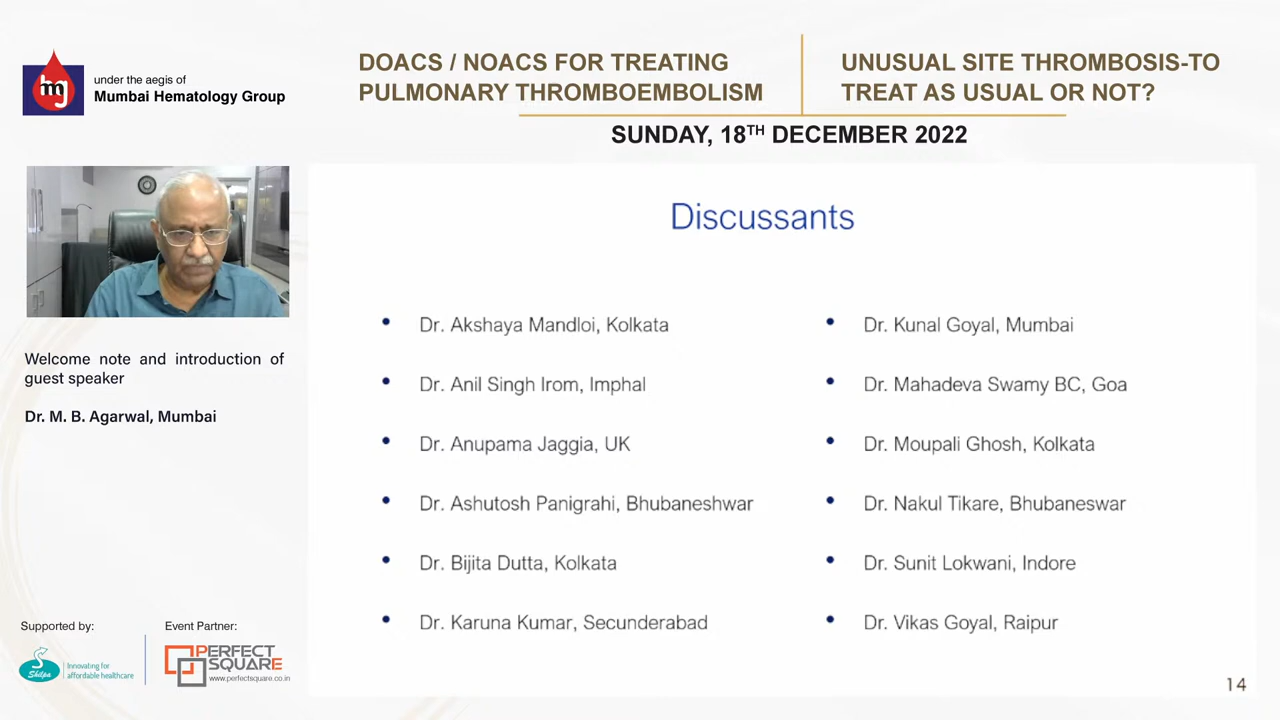 mg
under the aegis of
Mumbai Hematology Group
DOACS / NOACS FOR TREATING
PULMONARY THROMBOEMBOLISM
UNUSUAL SITE THROMBOSIS-TO
TREAT AS USUAL OR NOT?
SUNDAY, 18TH DECEMBER 2022
Welcome note and introduction of
guest speaker
Dr. M. B. Agarwal, Mumbai
Discussants
• Dr. Akshaya Mandloi, Kolkata
• Dr. Anil Singh Irom, Imphal
• Dr. Anupama Jaggia, UK
• Dr. Ashutosh Panigrahi, Bhubaneshwar
• Dr. Bijita Dutta, Kolkata
• Dr. Karuna Kumar, Secunderabad
• Dr. Kunal Goyal, Mumbai
• Dr. Mahadeva Swamy BC, Goa
• Dr. Moupali Ghosh, Kolkata
• Dr. Nakul Tikare, Bhubaneswar
• Dr. Sunit Lokwani, Indore
• Dr. Vikas Goyal, Raipur
Supported by:
Shilpa
Innovating for
affordable healthcare
Event Partner:
PERFECT
SQUARE
www.perfectsquare.co.in
14